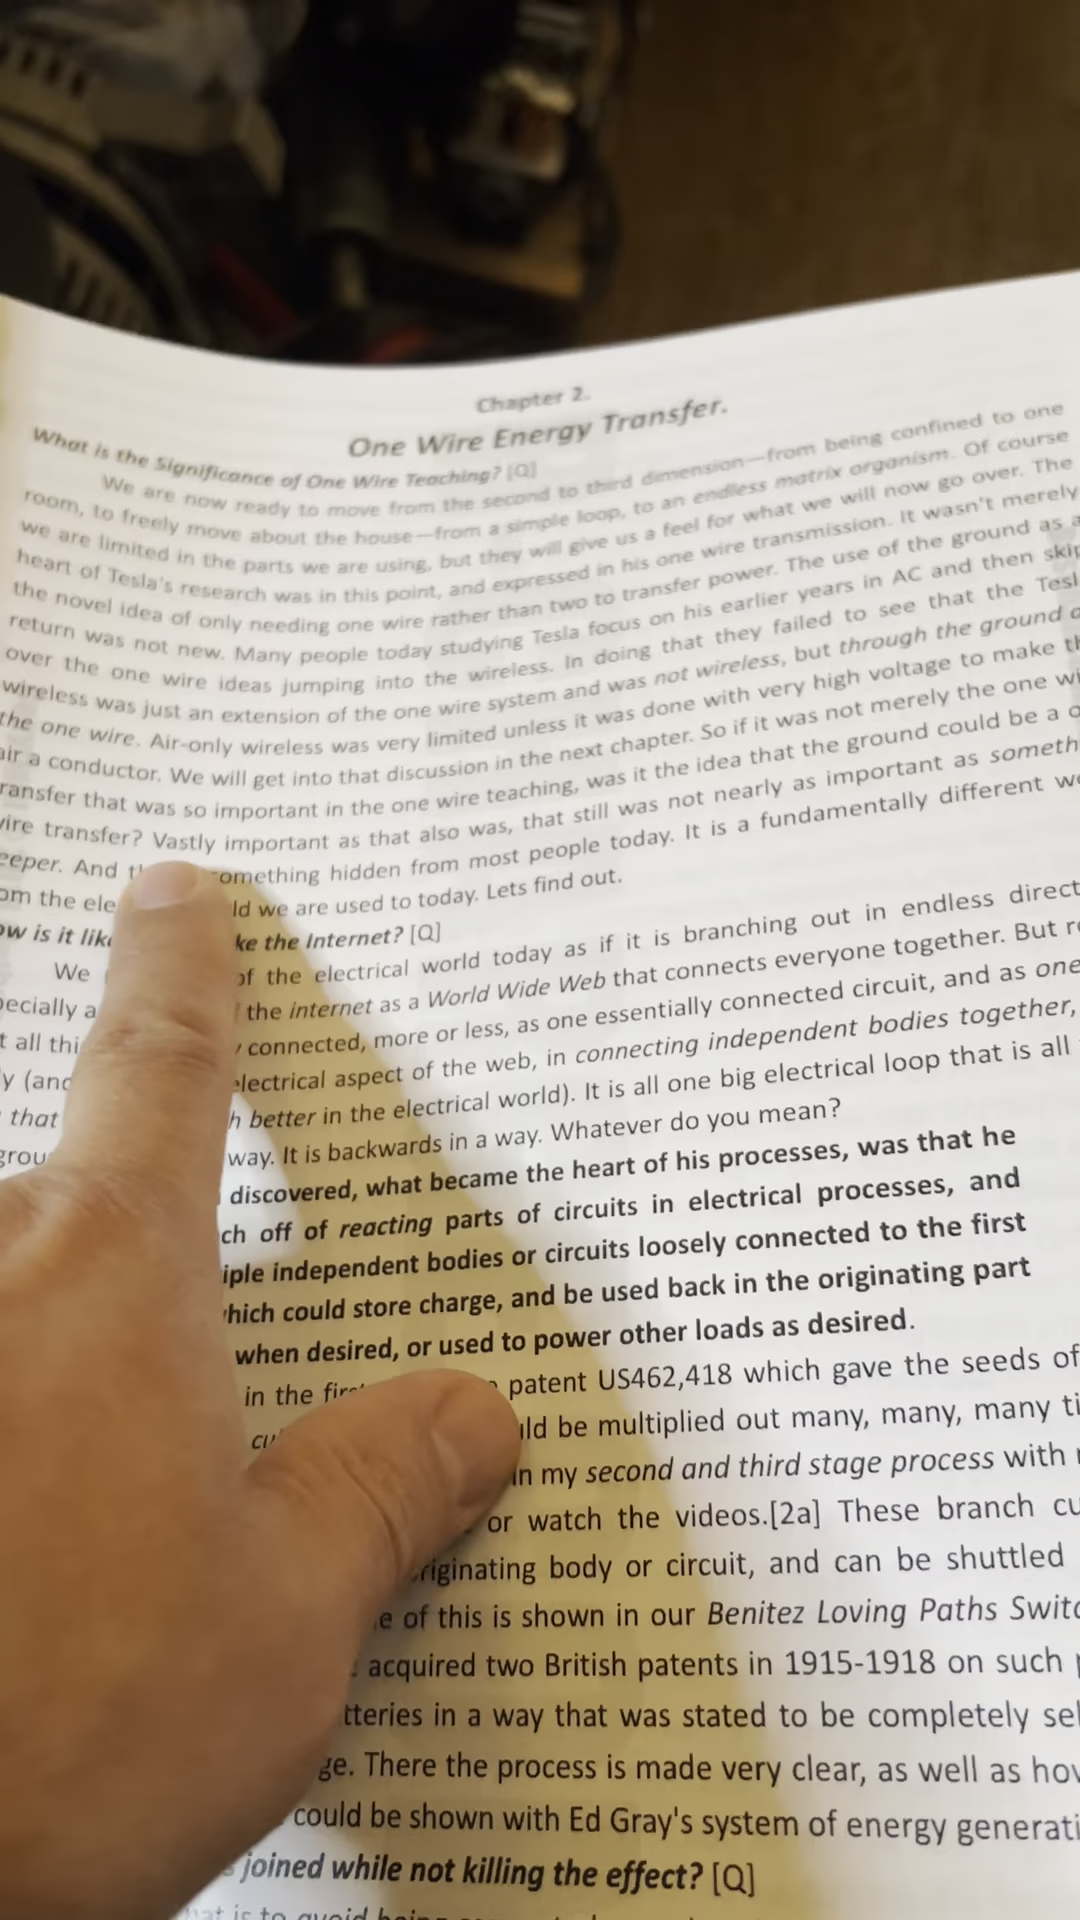 Chapter 2.
One Wire Energy Transfer.
What is the Significance of One Wire Teaching? [Q]
We are now ready to move from the second to third dimension—from being confined to one
room, to freely move about the house—from a simple loop, to an endless matrix organism. Of course
we are limited in the parts we are using, but they will give us a feel for what we will now go over. The
heart of Tesla's research was in this point, and expressed in his one wire transmission. It wasn't merely
the novel idea of only needing one wire rather than two to transfer power. The use of the ground as a
return was not new. Many people today studying Tesla focus on his earlier years in AC and then skip
over the one wire ideas jumping into the wireless. In doing that they failed to see that the Tesl
wireless was just an extension of the one wire system and was not wireless, but through the ground o
the one wire. Air-only wireless was very limited unless it was done with very high voltage to make th
air a conductor. We will get into that discussion in the next chapter. So if it was not merely the one wi
ransfer that was so important in the one wire teaching, was it the idea that the ground could be a o
vire transfer? Vastly important as that also was, that still was not nearly as important as someth
eeper. And omething hidden from most people today. It is a fundamentally different w
om the ele ld we are used to today. Lets find out.
ow is it lik ke the Internet? [Q]
We of the electrical world today as if it is branching out in endless direct
pecially a the internet as a World Wide Web that connects everyone together. But r
t all thi connected, more or less, as one essentially connected circuit, and as one
y (and electrical aspect of the web, in connecting independent bodies together,
that h better in the electrical world). It is all one big electrical loop that is all
grou way. It is backwards in a way. Whatever do you mean?
discovered, what became the heart of his processes, was that he
ch off of reacting parts of circuits in electrical processes, and
iple independent bodies or circuits loosely connected to the first
which could store charge, and be used back in the originating part
when desired, or used to power other loads as desired.
in the fir patent US462,418 which gave the seeds of
cu ld be multiplied out many, many, many ti
in my second and third stage process with
or watch the videos.[2a] These branch cu
riginating body or circuit, and can be shuttled
e of this is shown in our Benitez Loving Paths Switc
acquired two British patents in 1915-1918 on such
tteries in a way that was stated to be completely sel
ge. There the process is made very clear, as well as how
could be shown with Ed Gray's system of energy generati
joined while not killing the effect? [Q]
hat is to avoid being